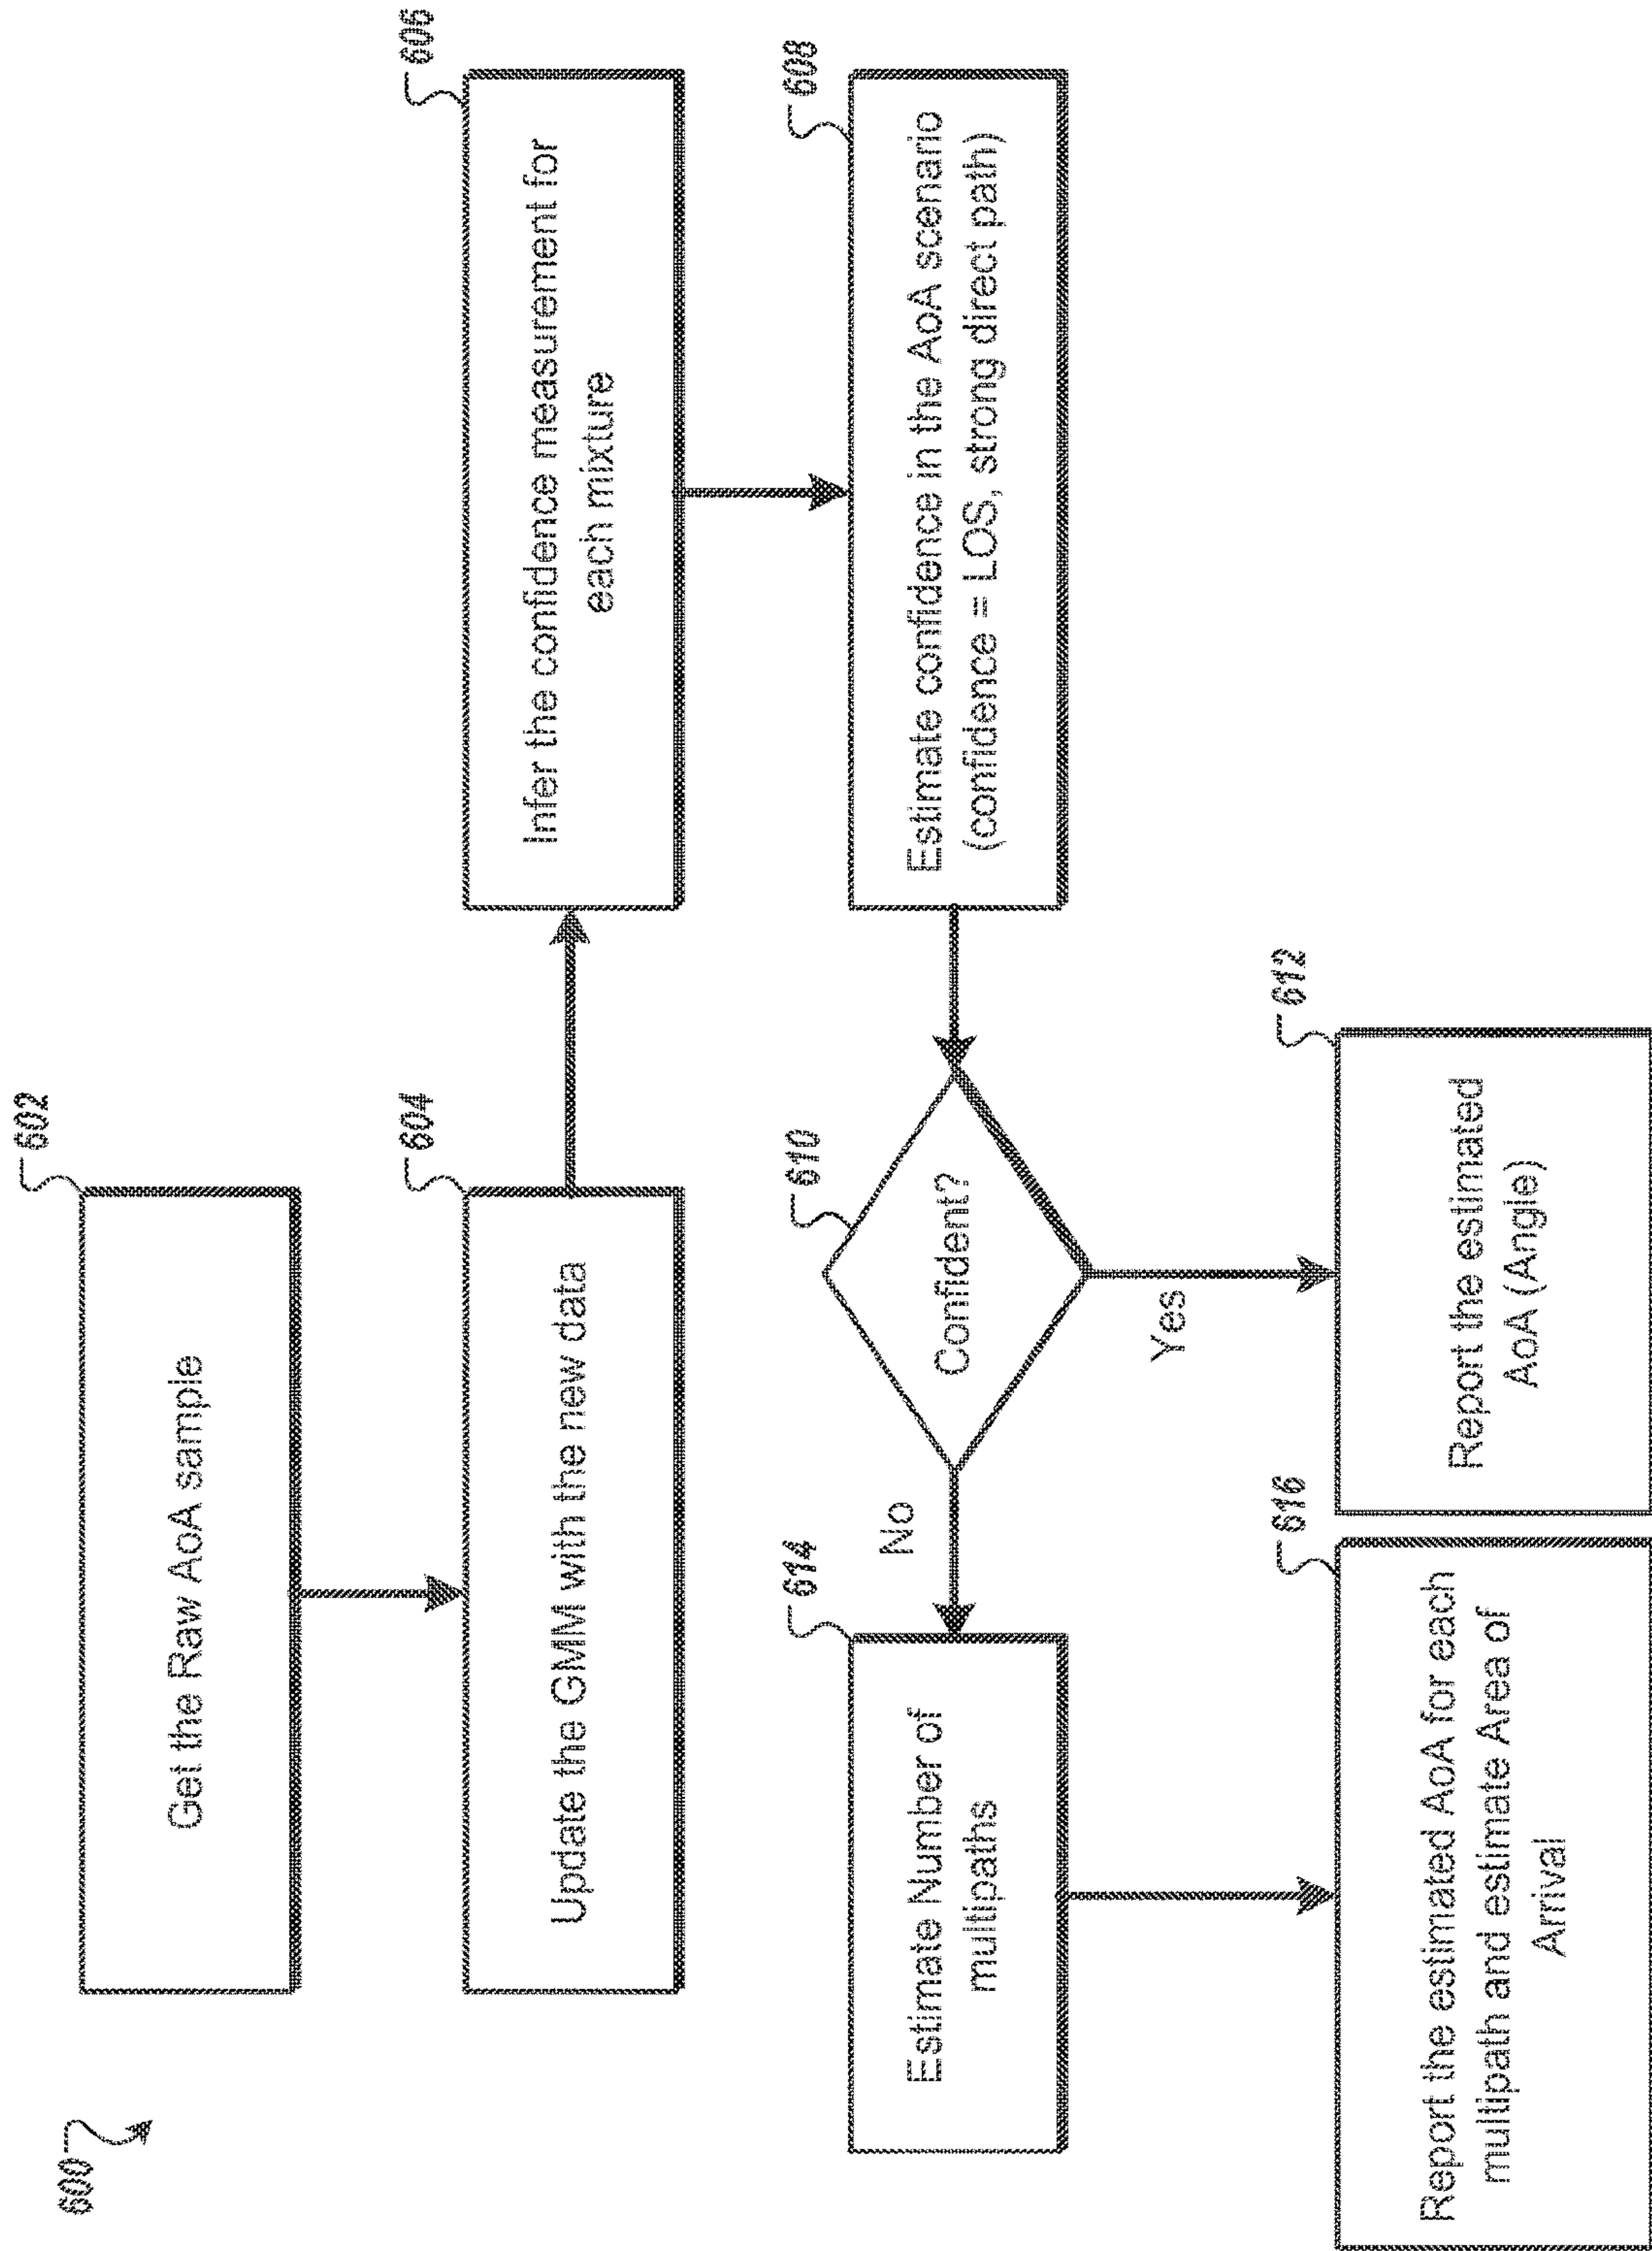 600
602
Get the Raw AoA sample
604
Update the GMM with the new data
606
Infer the confidence measurement for
each mixture
608
Estimate confidence in the AoA scenario
(confidence = LOS, strong direct path)
610
Confident?
No
Yes
614
Estimate Number of
multipaths
612
Report the estimated
AoA (Angle)
616
Report the estimated AoA for each
multipath and estimate Area of
Arrival